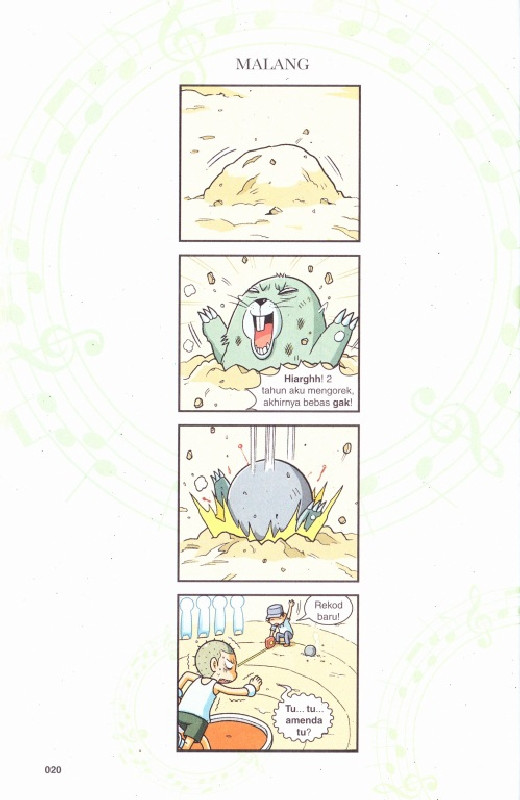 MALANG
Hiarghh! 2
tahun aku mengorek,
akhirnya bebas gak!
Rekod
baru!
Tu... tu...
amenda
tu?
020